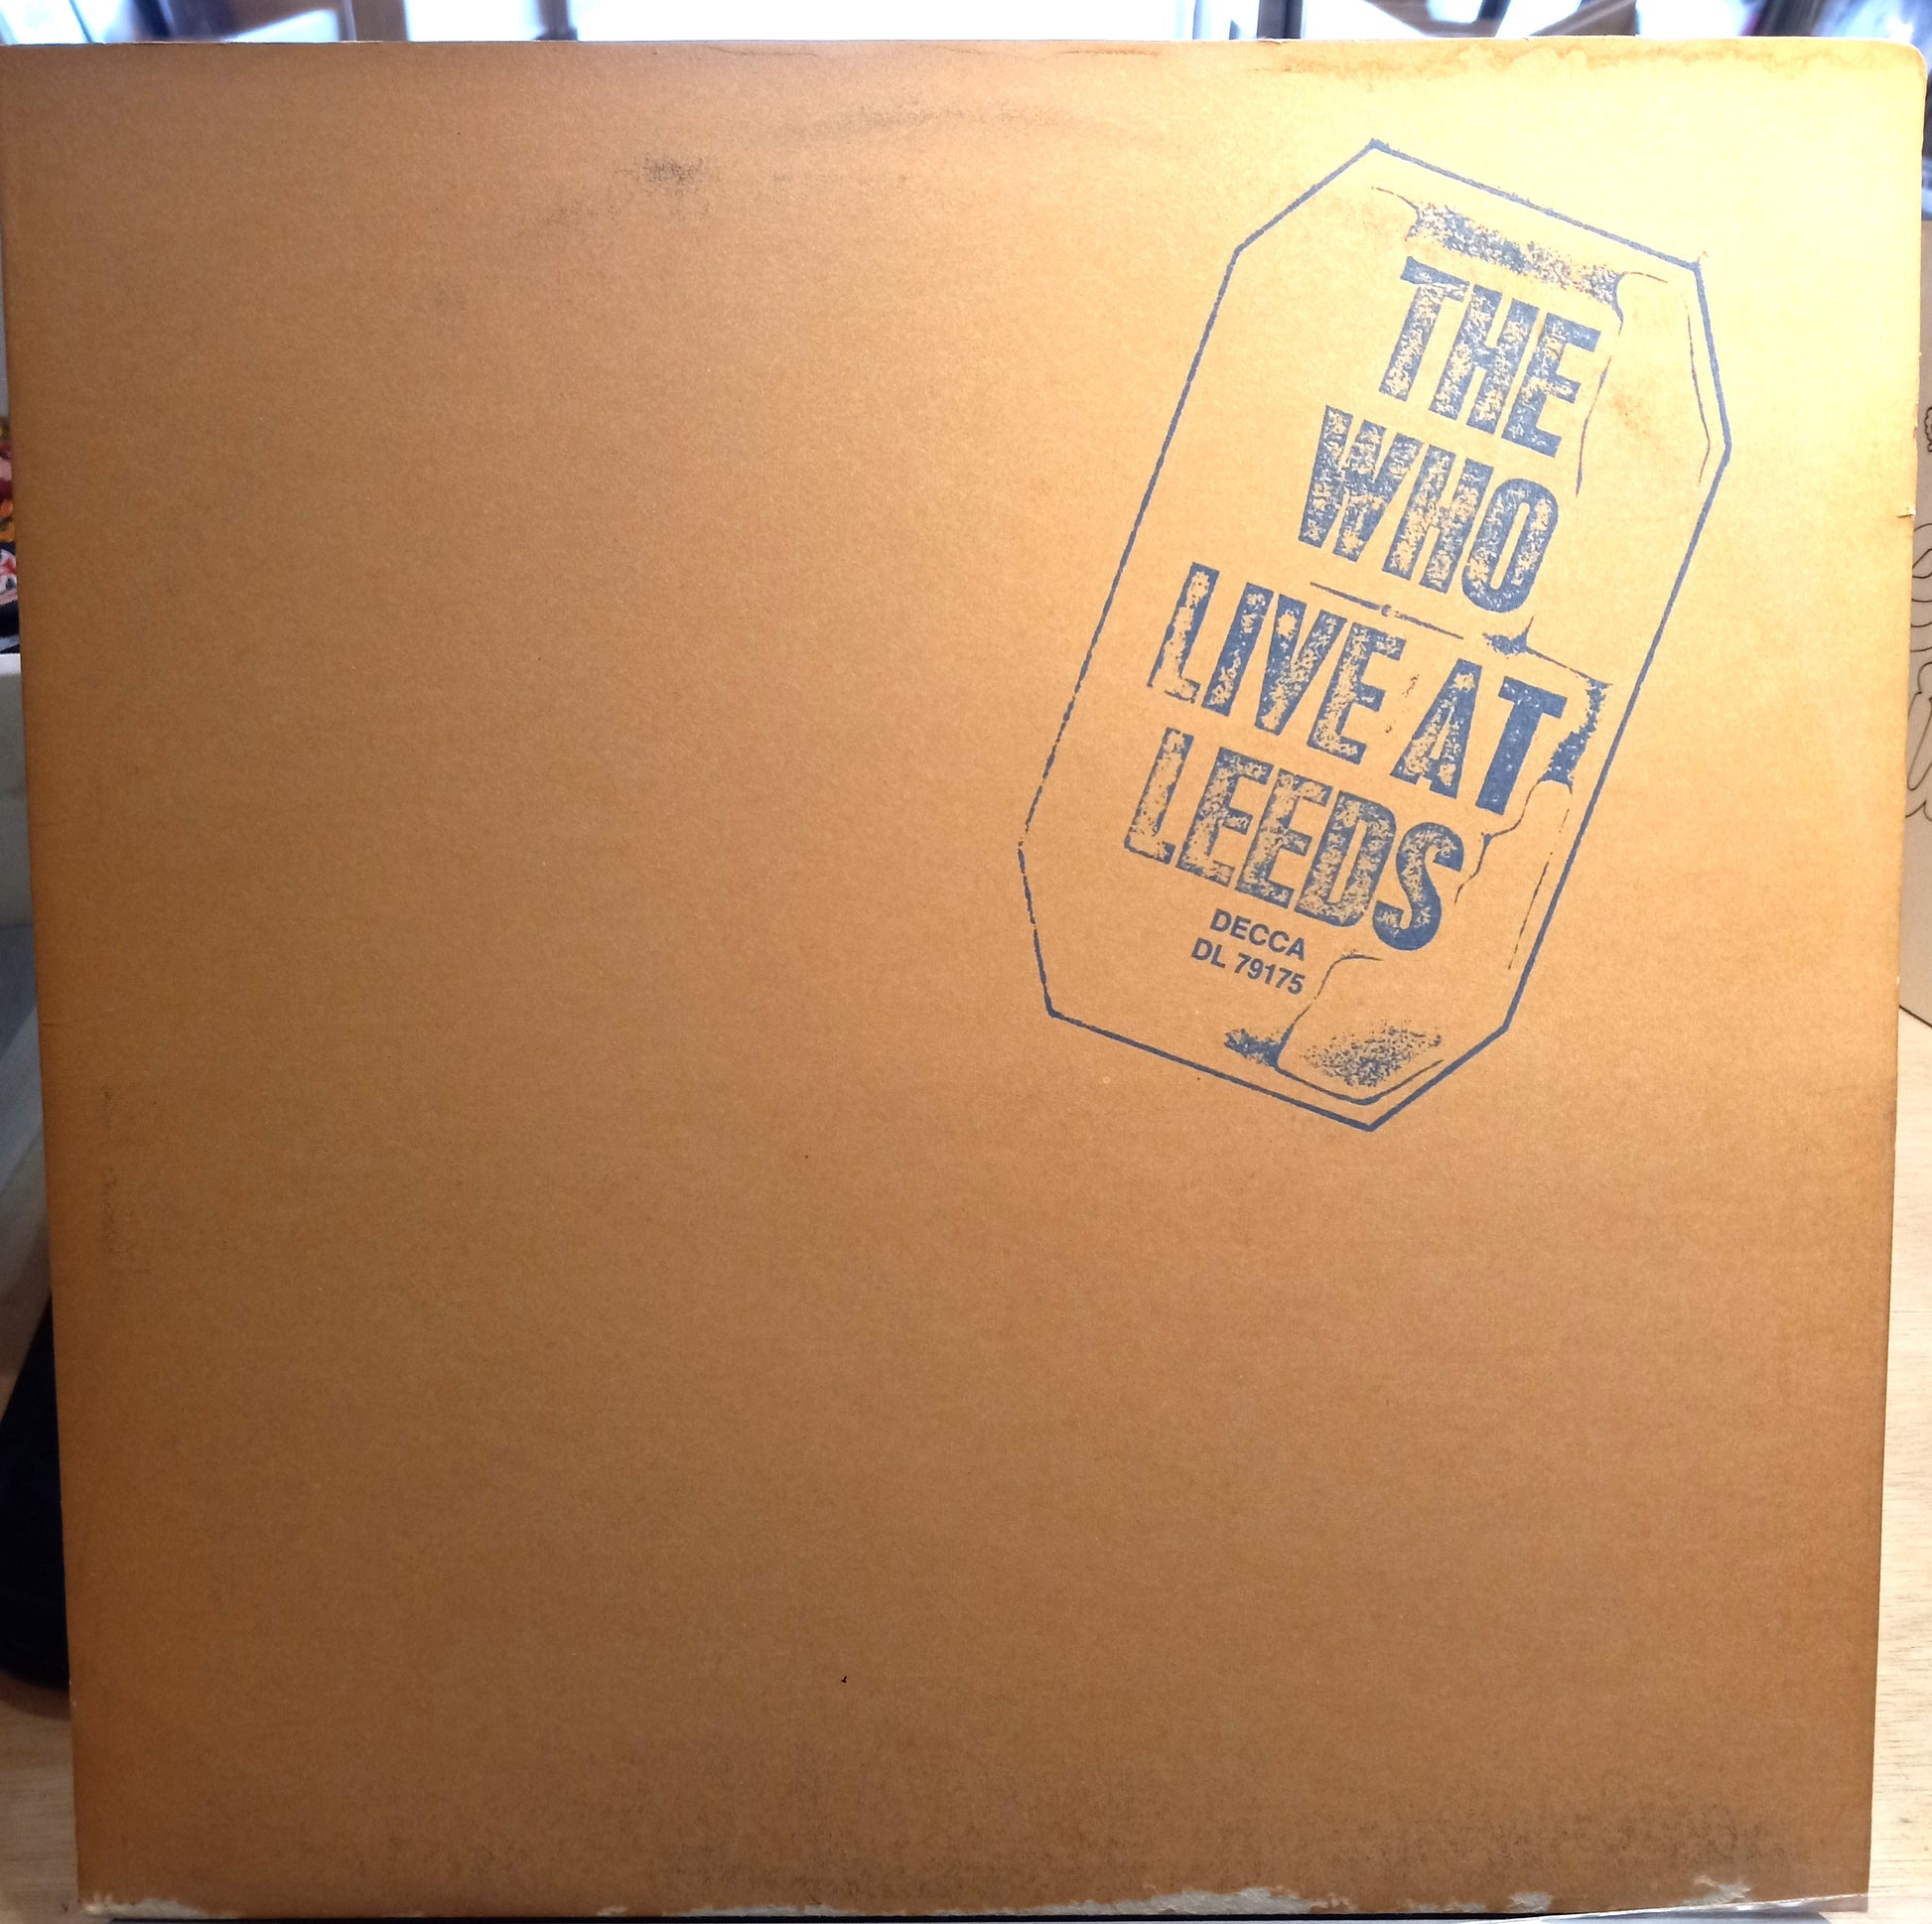 THE
WHO
LIVE AT
LEEDS
DECCA
DL 79175